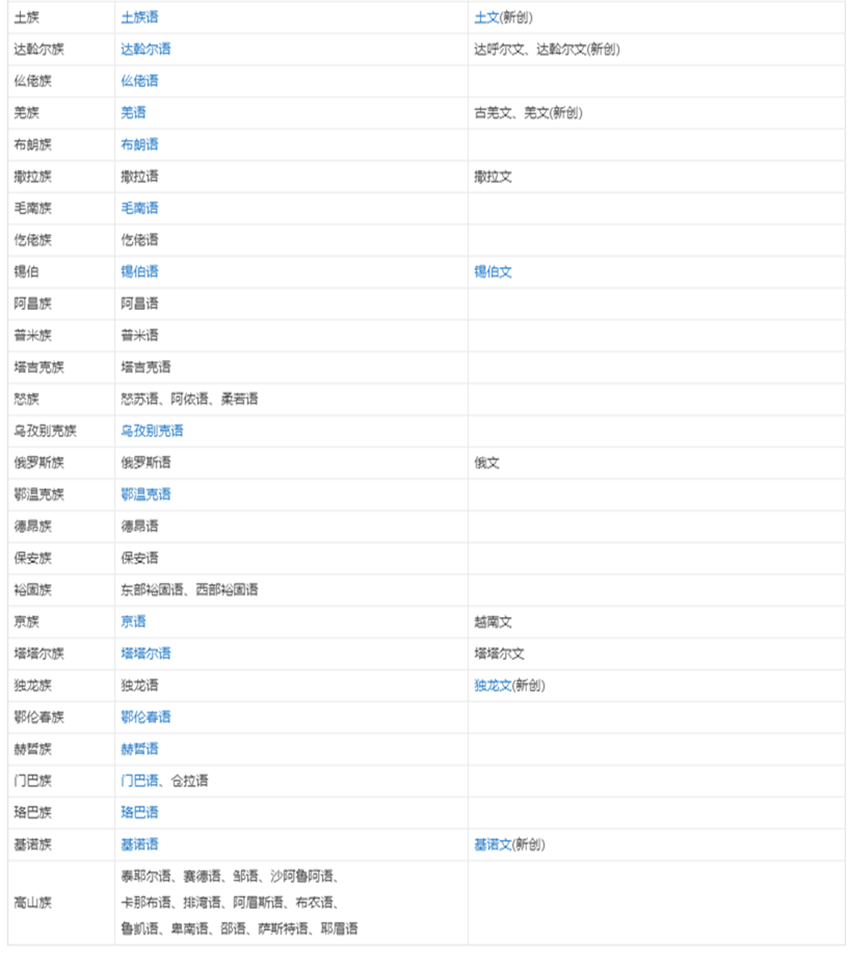 土族 土族语 土文(新创)
达斡尔族 达斡尔语 达呼尔文、达斡尔文(新创)
仫佬族 仫佬语
羌族 羌语 古羌文、羌文(新创)
布朗族 布朗语
撒拉族 撒拉语 撒拉文
毛南族 毛南语
仡佬族 仡佬语
锡伯 锡伯语 锡伯文
阿昌族 阿昌语
普米族 普米语
塔吉克族 塔吉克语
怒族 怒苏语、阿侬语、柔若语
乌孜别克族 乌孜别克语
俄罗斯族 俄罗斯语 俄文
鄂温克族 鄂温克语
德昂族 德昂语
保安族 保安语
裕固族 东部裕固语、西部裕固语
京族 京语 越南文
塔塔尔族 塔塔尔语 塔塔尔文
独龙族 独龙语 独龙文(新创)
鄂伦春族 鄂伦春语
赫哲族 赫哲语
门巴族 门巴语、仓拉语
珞巴族 珞巴语
基诺族 基诺语 基诺文(新创)
泰耶尔语、赛德语、邹语、沙阿鲁阿语、
高山族 卡那布语、排湾语、阿眉斯语、布农语、
鲁凯语、卑南语、邵语、萨斯特语、耶眉语